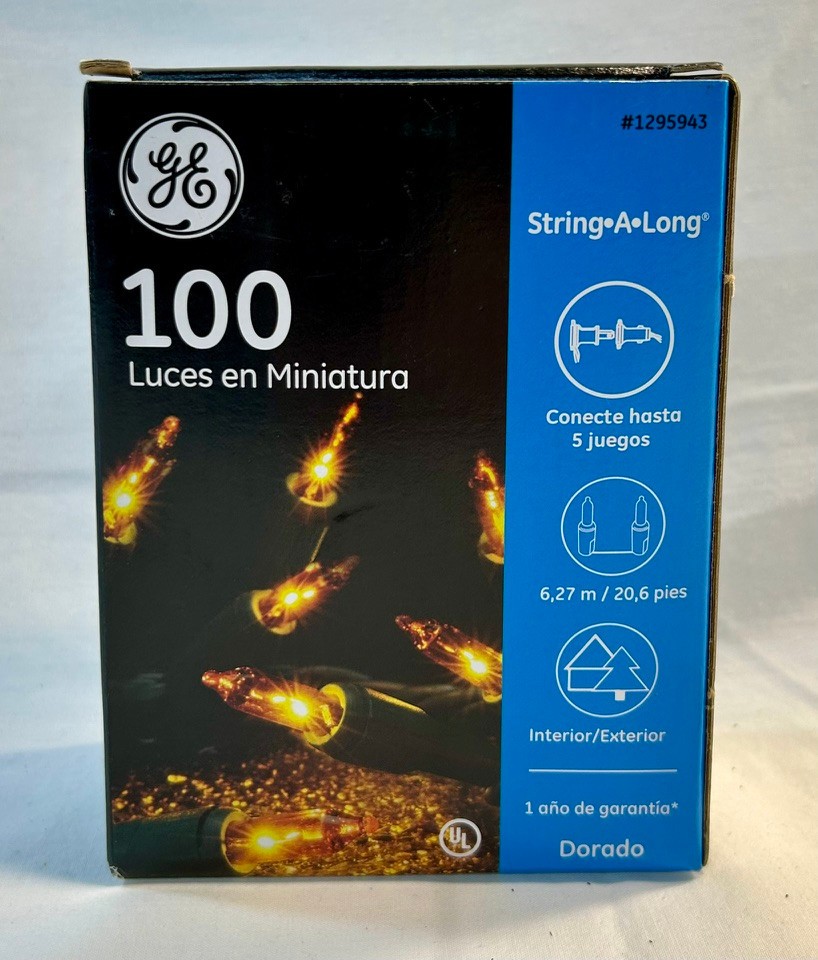 GE
100
Luces en Miniatura
UL
#1295943
String•A•Long®
Conecte hasta
5 juegos
6,27 m / 20,6 pies
Interior/Exterior
1 año de garantía*
Dorado